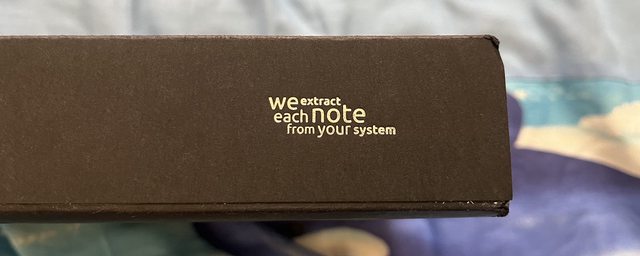 we extract
each note
from your system